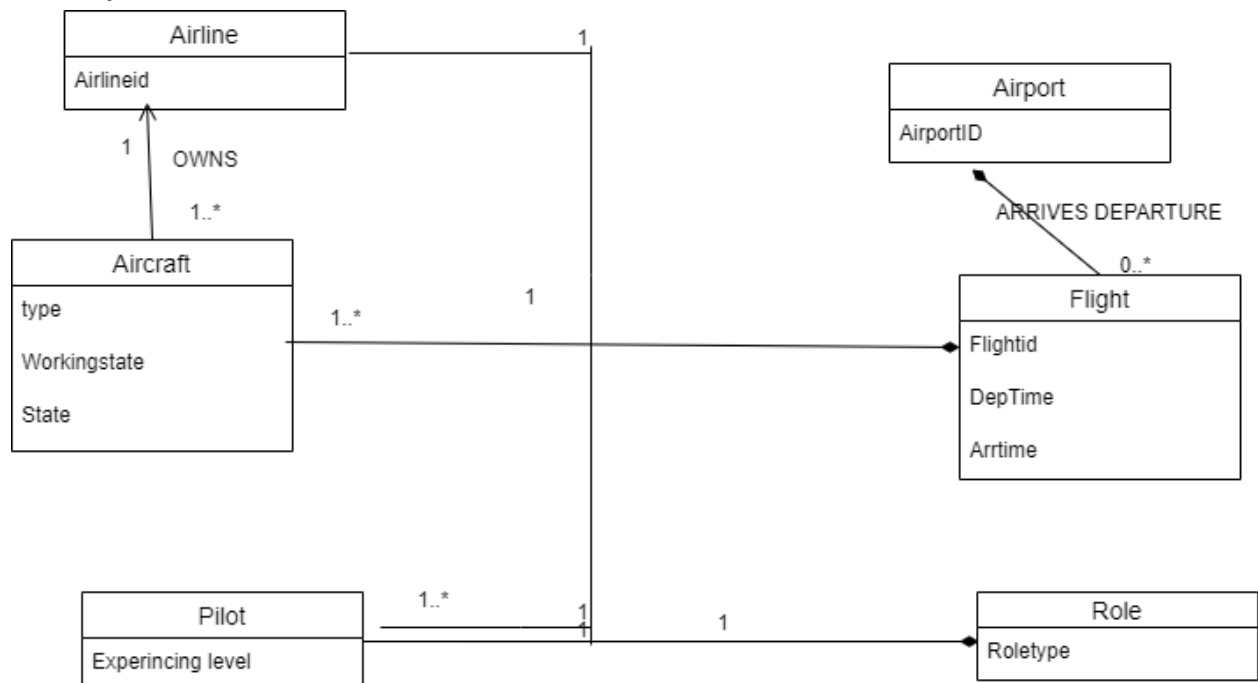 Airline
1
Airlineid
Airport
AirportID
1
OWNS
1..*
ARRIVES DEPARTURE
0..*
Aircraft
type
Workingstate
State
1..*
1
Flight
Flightid
DepTime
Arrtime
Pilot
Experincing level
1..*
1
1
1
Role
Roletype